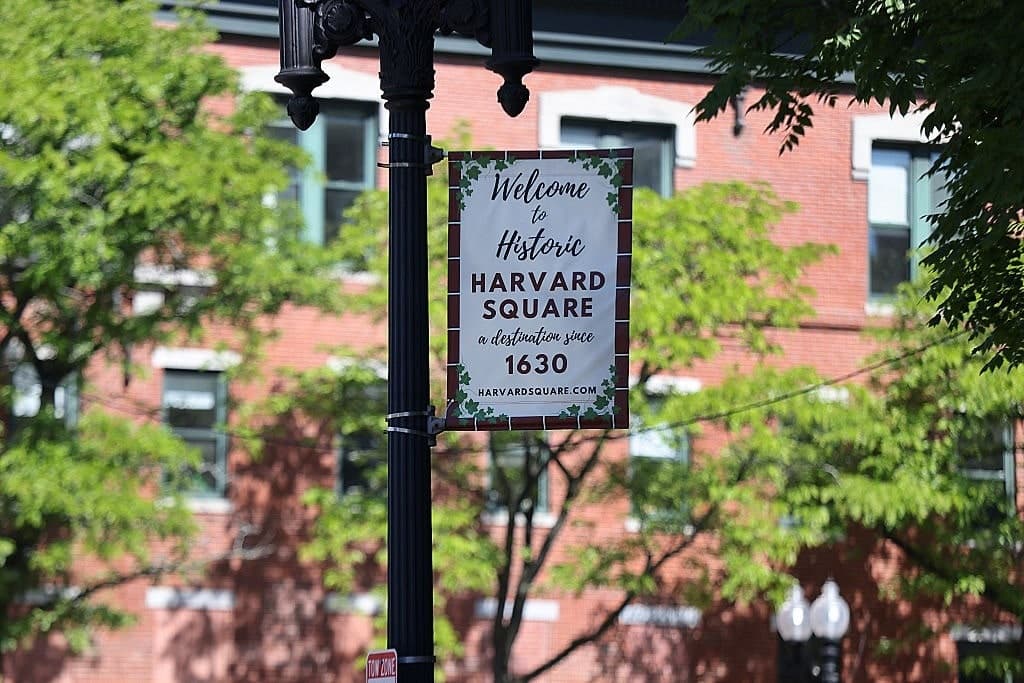 Welcome
to
Historic
HARVARD
SQUARE
a destination since
1630
HARVARDSQUARE.COM
TOW ZONE